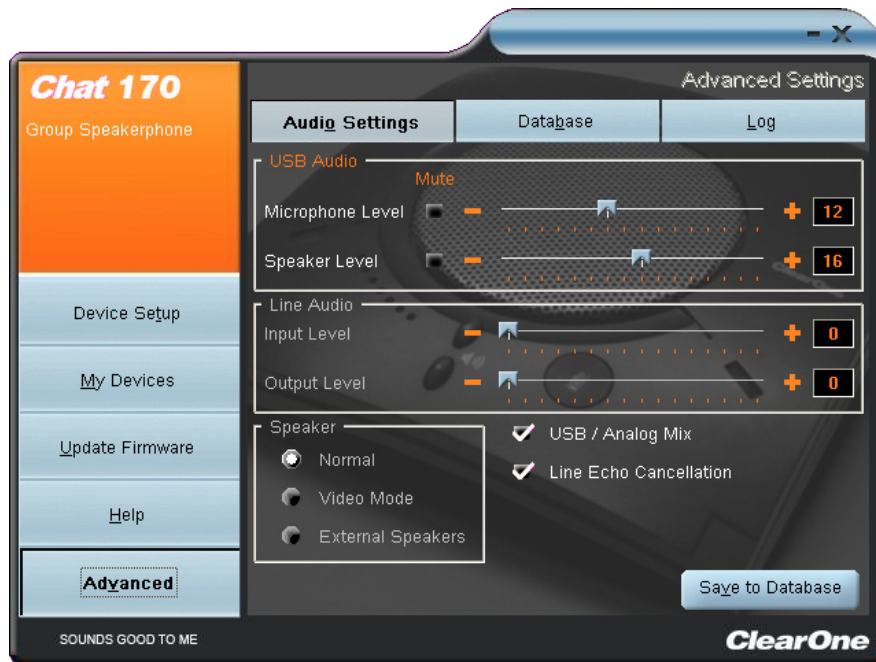 - X
Chat 170
Group Speakerphone
Advanced Settings
Audio Settings
Database
Log
USB Audio
Mute
Microphone Level
12
Speaker Level
16
Line Audio
Input Level
0
Output Level
0
Speaker
Normal
Video Mode
External Speakers
USB / Analog Mix
Line Echo Cancellation
Device Setup
My Devices
Update Firmware
Help
Advanced
Save to Database
SOUNDS GOOD TO ME
ClearOne